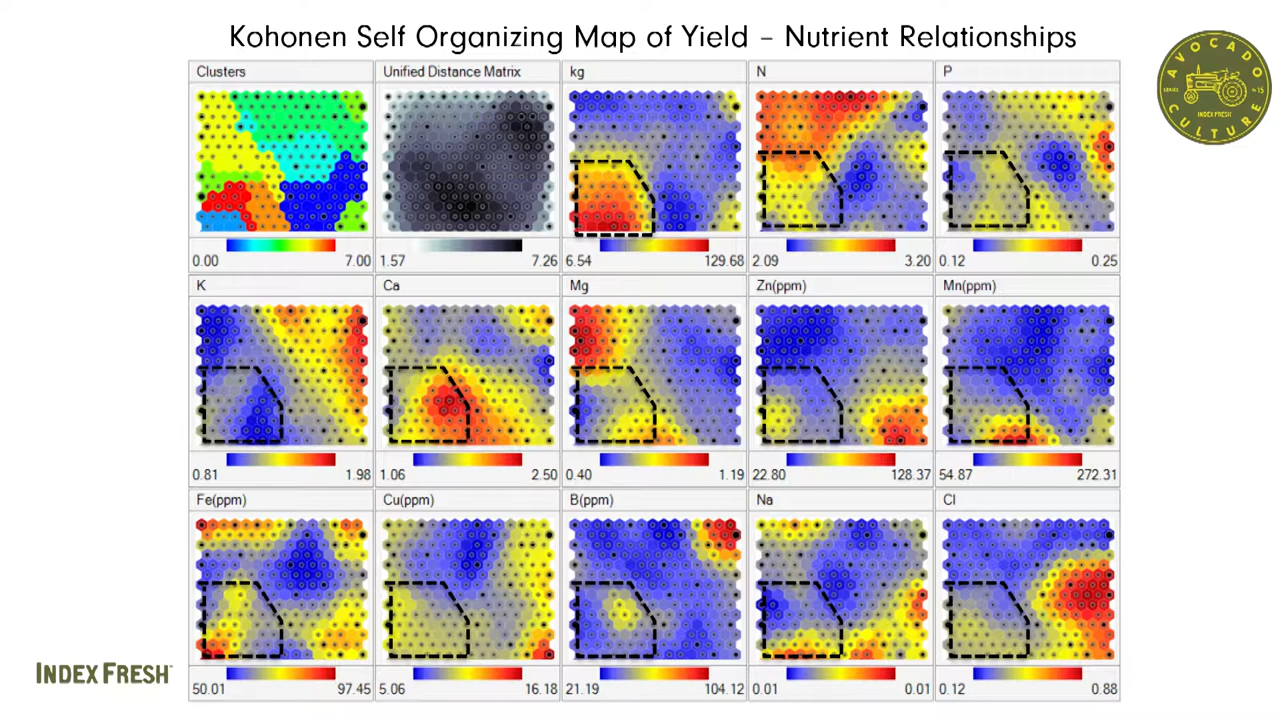 Kohonen Self Organizing Map of Yield – Nutrient Relationships
AVOCADO
SERIES
No 15
INDEX FRESH
CULTURE
Clusters
Unified Distance Matrix
kg
N
P
0.00 7.00
1.57 7.26
6.54 129.68
2.09 3.20
0.12 0.25
K
Ca
Mg
Zn(ppm)
Mn(ppm)
0.81 1.98
1.06 2.50
0.40 1.19
22.80 128.37
54.87 272.31
Fe(ppm)
Cu(ppm)
B(ppm)
Na
Cl
50.01 97.45
5.06 16.18
21.19 104.12
0.01 0.01
0.12 0.88
INDEX FRESH